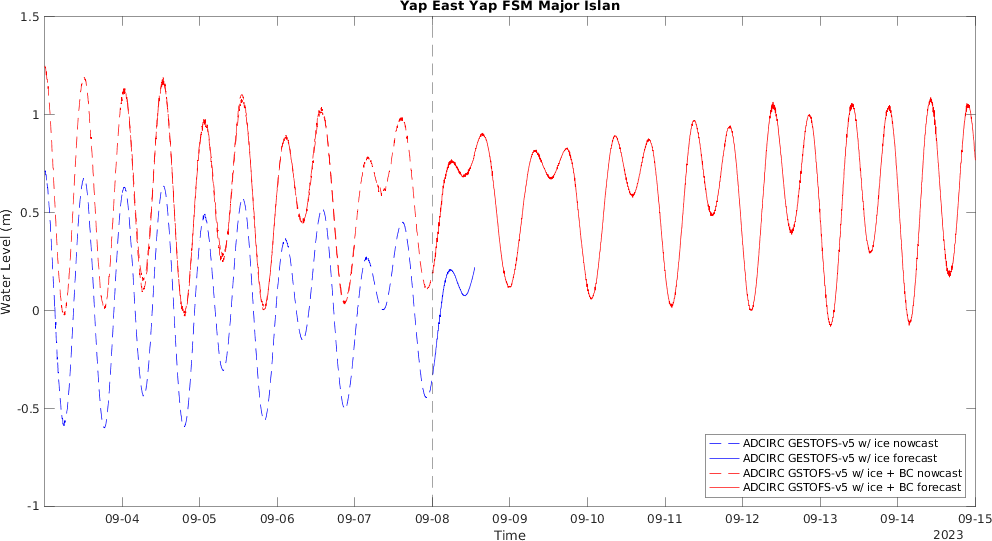 Yap East Yap FSM Major Islan
1.5
1
0.5
0
-0.5
-1
Water Level (m)
09-04 09-05 09-06 09-07 09-08 09-09 09-10 09-11 09-12 09-13 09-14 09-15
Time
2023
ADCIRC GESTOFS-v5 w/ ice nowcast
ADCIRC GESTOFS-v5 w/ ice forecast
ADCIRC GSTOFS-v5 w/ ice + BC nowcast
ADCIRC GSTOFS-v5 w/ ice + BC forecast